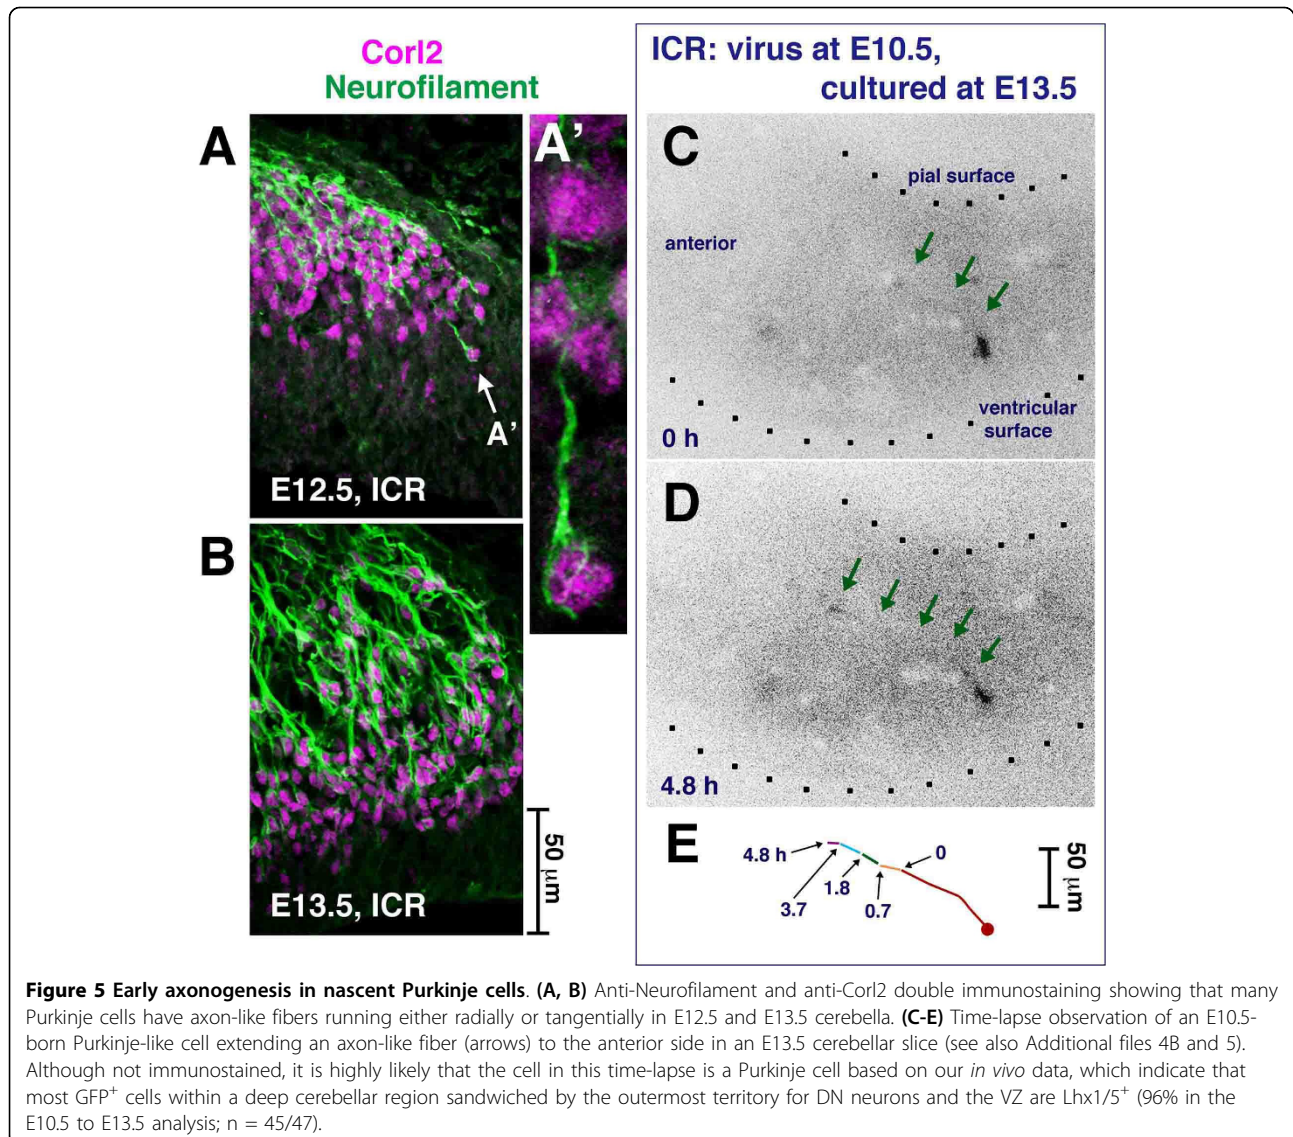 Corl2
Neurofilament
A
A'
A'
E12.5, ICR
B
E13.5, ICR
50 µm
ICR: virus at E10.5,
cultured at E13.5
C
pial surface
anterior
ventricular
surface
0 h
D
4.8 h
E
4.8 h
3.7
1.8
0.7
0
50 µm
Figure 5 Early axonogenesis in nascent Purkinje cells. (A, B) Anti-Neurofilament and anti-Corl2 double immunostaining showing that many
Purkinje cells have axon-like fibers running either radially or tangentially in E12.5 and E13.5 cerebella. (C-E) Time-lapse observation of an E10.5-
born Purkinje-like cell extending an axon-like fiber (arrows) to the anterior side in an E13.5 cerebellar slice (see also Additional files 4B and 5).
Although not immunostained, it is highly likely that the cell in this time-lapse is a Purkinje cell based on our in vivo data, which indicate that
most GFP+ cells within a deep cerebellar region sandwiched by the outermost territory for DN neurons and the VZ are Lhx1/5+ (96% in the
E10.5 to E13.5 analysis; n = 45/47).